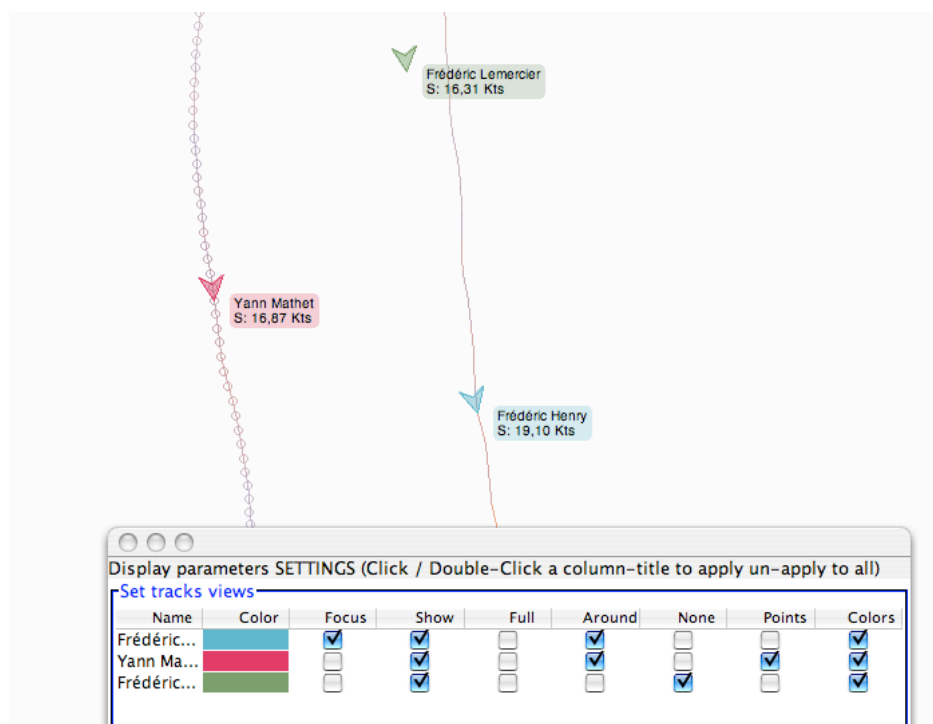 Frédéric Lemercier
S: 16,31 Kts
Yann Mathet
S: 16,87 Kts
Frédéric Henry
S: 19,10 Kts
Display parameters SETTINGS (Click / Double-Click a column-title to apply un-apply to all)
Set tracks views
Name Color Focus Show Full Around None Points Colors
Frédéric...
Yann Ma...
Frédéric...